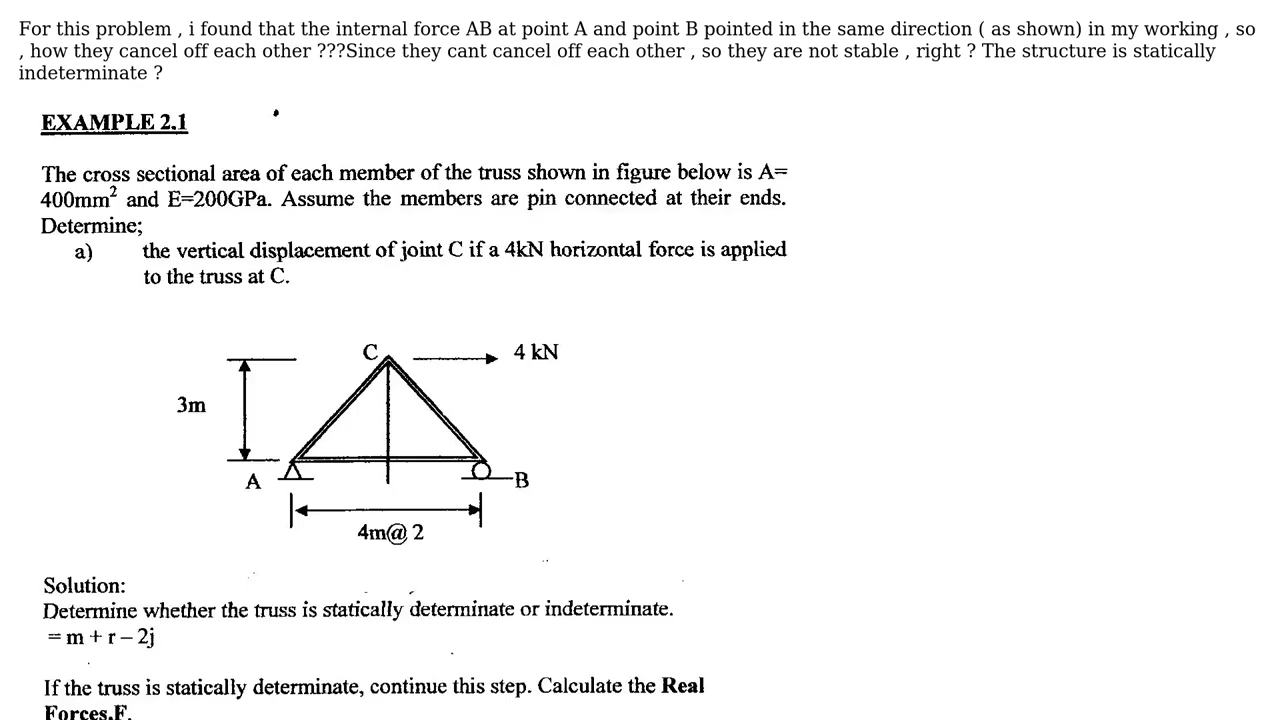 For this problem , i found that the internal force AB at point A and point B pointed in the same direction ( as shown) in my working , so
, how they cancel off each other ???Since they cant cancel off each other , so they are not stable , right ? The structure is statically
indeterminate ?
EXAMPLE 2.1
The cross sectional area of each member of the truss shown in figure below is A=
400mm² and E=200GPa. Assume the members are pin connected at their ends.
Determine;
a) the vertical displacement of joint C if a 4kN horizontal force is applied
to the truss at C.
C 4 kN
3m
A B
4m@ 2
Solution:
Determine whether the truss is statically determinate or indeterminate.
= m + r – 2j
If the truss is statically determinate, continue this step. Calculate the Real
Forces,F.